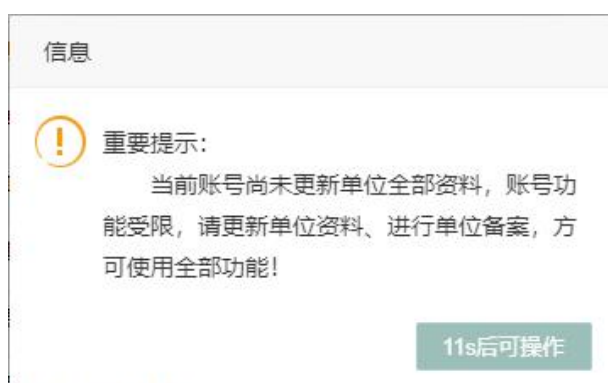 信息
重要提示：
当前账号尚未更新单位全部资料，账号功
能受限，请更新单位资料、进行单位备案，方
可使用全部功能！
11s后可操作